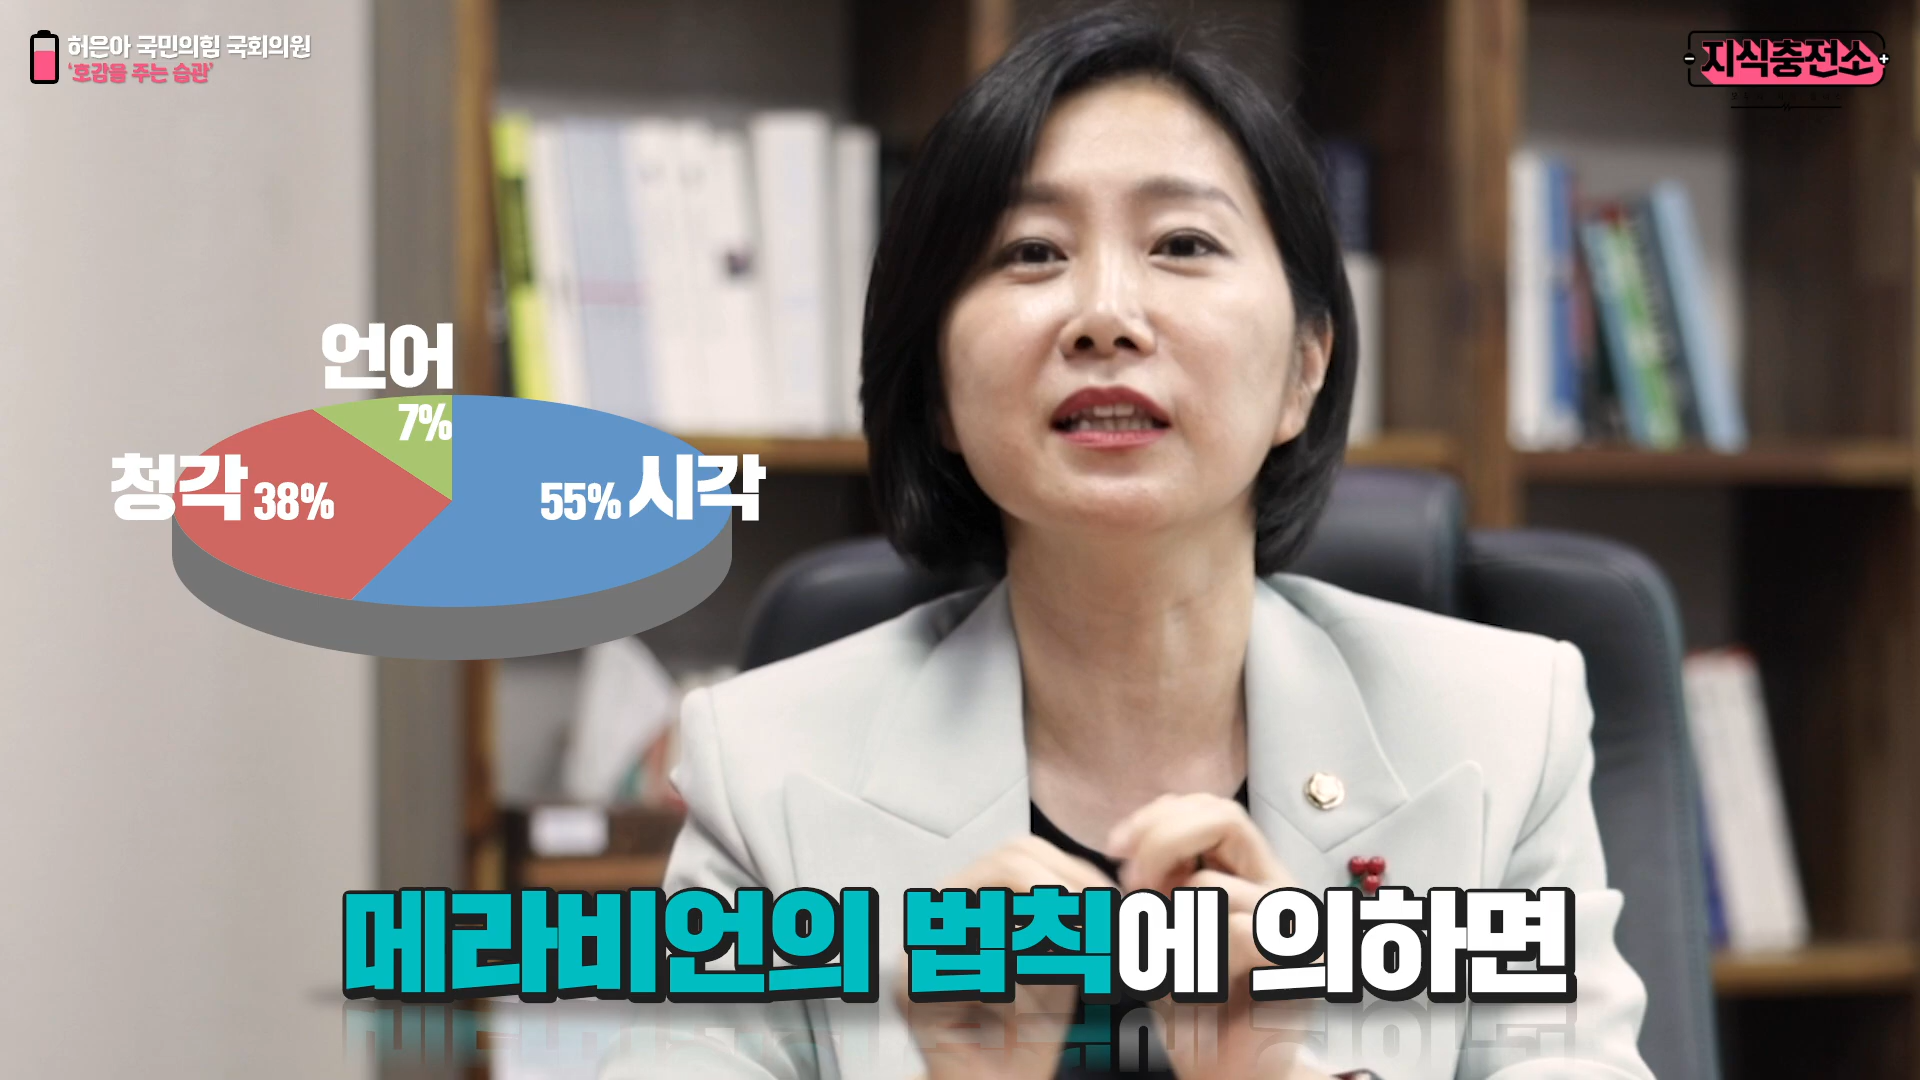 허은아 국민의힘 국회의원
'호감을 주는 습관'
지식충전소
언어
7%
청각 38%
55% 시각
메라비언의 법칙에 의하면